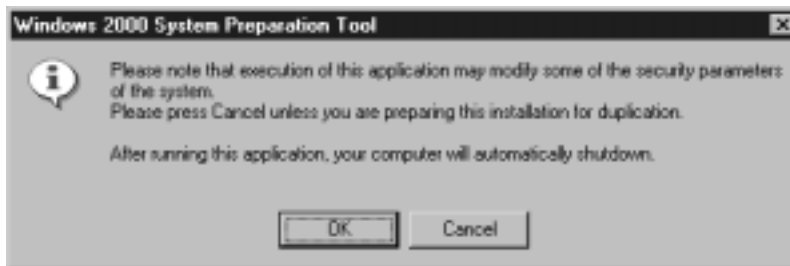 Windows 2000 System Preparation Tool
Please note that execution of this application may modify some of the security parameters
of the system.
Please press Cancel unless you are preparing this installation for duplication.
After running this application, your computer will automatically shutdown.
OK
Cancel